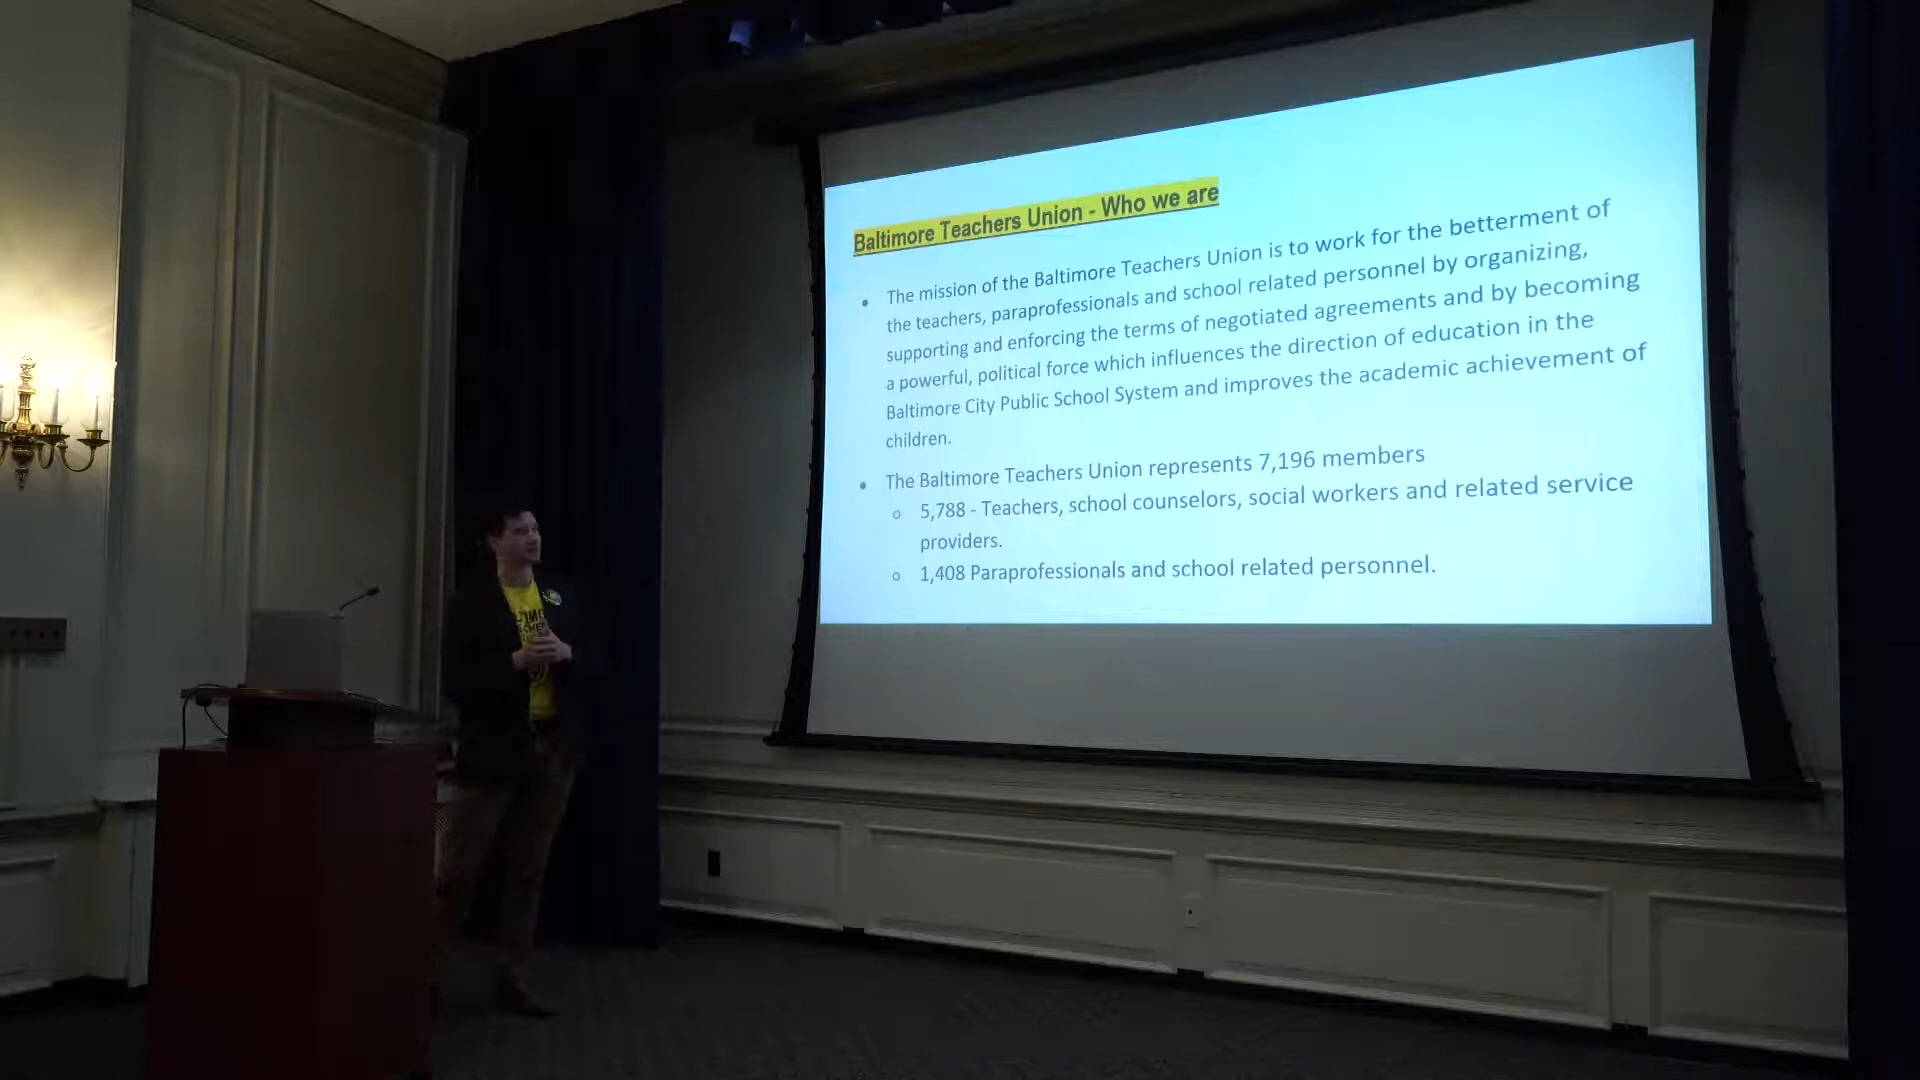 Baltimore Teachers Union - Who we are
The mission of the Baltimore Teachers Union is to work for the betterment of
the teachers, paraprofessionals and school related personnel by organizing,
supporting and enforcing the terms of negotiated agreements and by becoming
a powerful, political force which influences the direction of education in the
Baltimore City Public School System and improves the academic achievement of
children.
The Baltimore Teachers Union represents 7,196 members
5,788 - Teachers, school counselors, social workers and related service
providers.
1,408 Paraprofessionals and school related personnel.